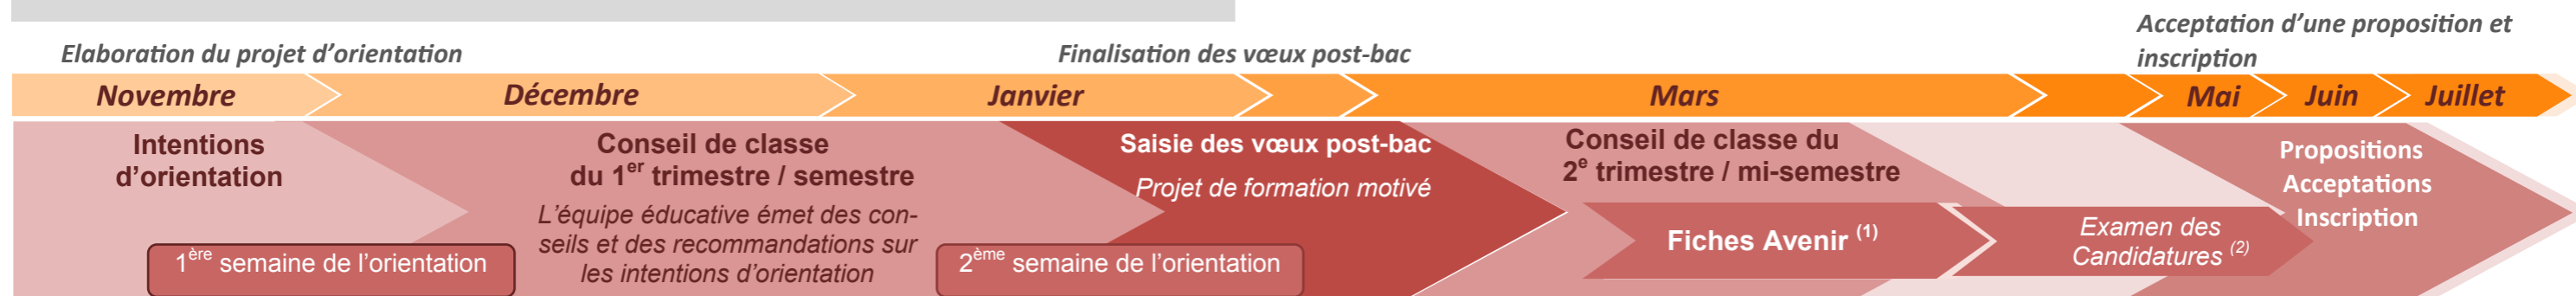 Elaboration du projet d’orientation
Finalisation des vœux post-bac
Acceptation d’une proposition et
inscription
Novembre
Décembre
Janvier
Mars
Mai
Juin
Juillet
Intentions
d’orientation
1ère semaine de l’orientation
Conseil de classe
du 1er trimestre / semestre
L’équipe éducative émet des con-
seils et des recommandations sur
les intentions d’orientation
2ème semaine de l’orientation
Saisie des vœux post-bac
Projet de formation motivé
Conseil de classe du
2e trimestre / mi-semestre
Fiches Avenir (1)
Examen des
Candidatures (2)
Propositions
Acceptations
Inscription